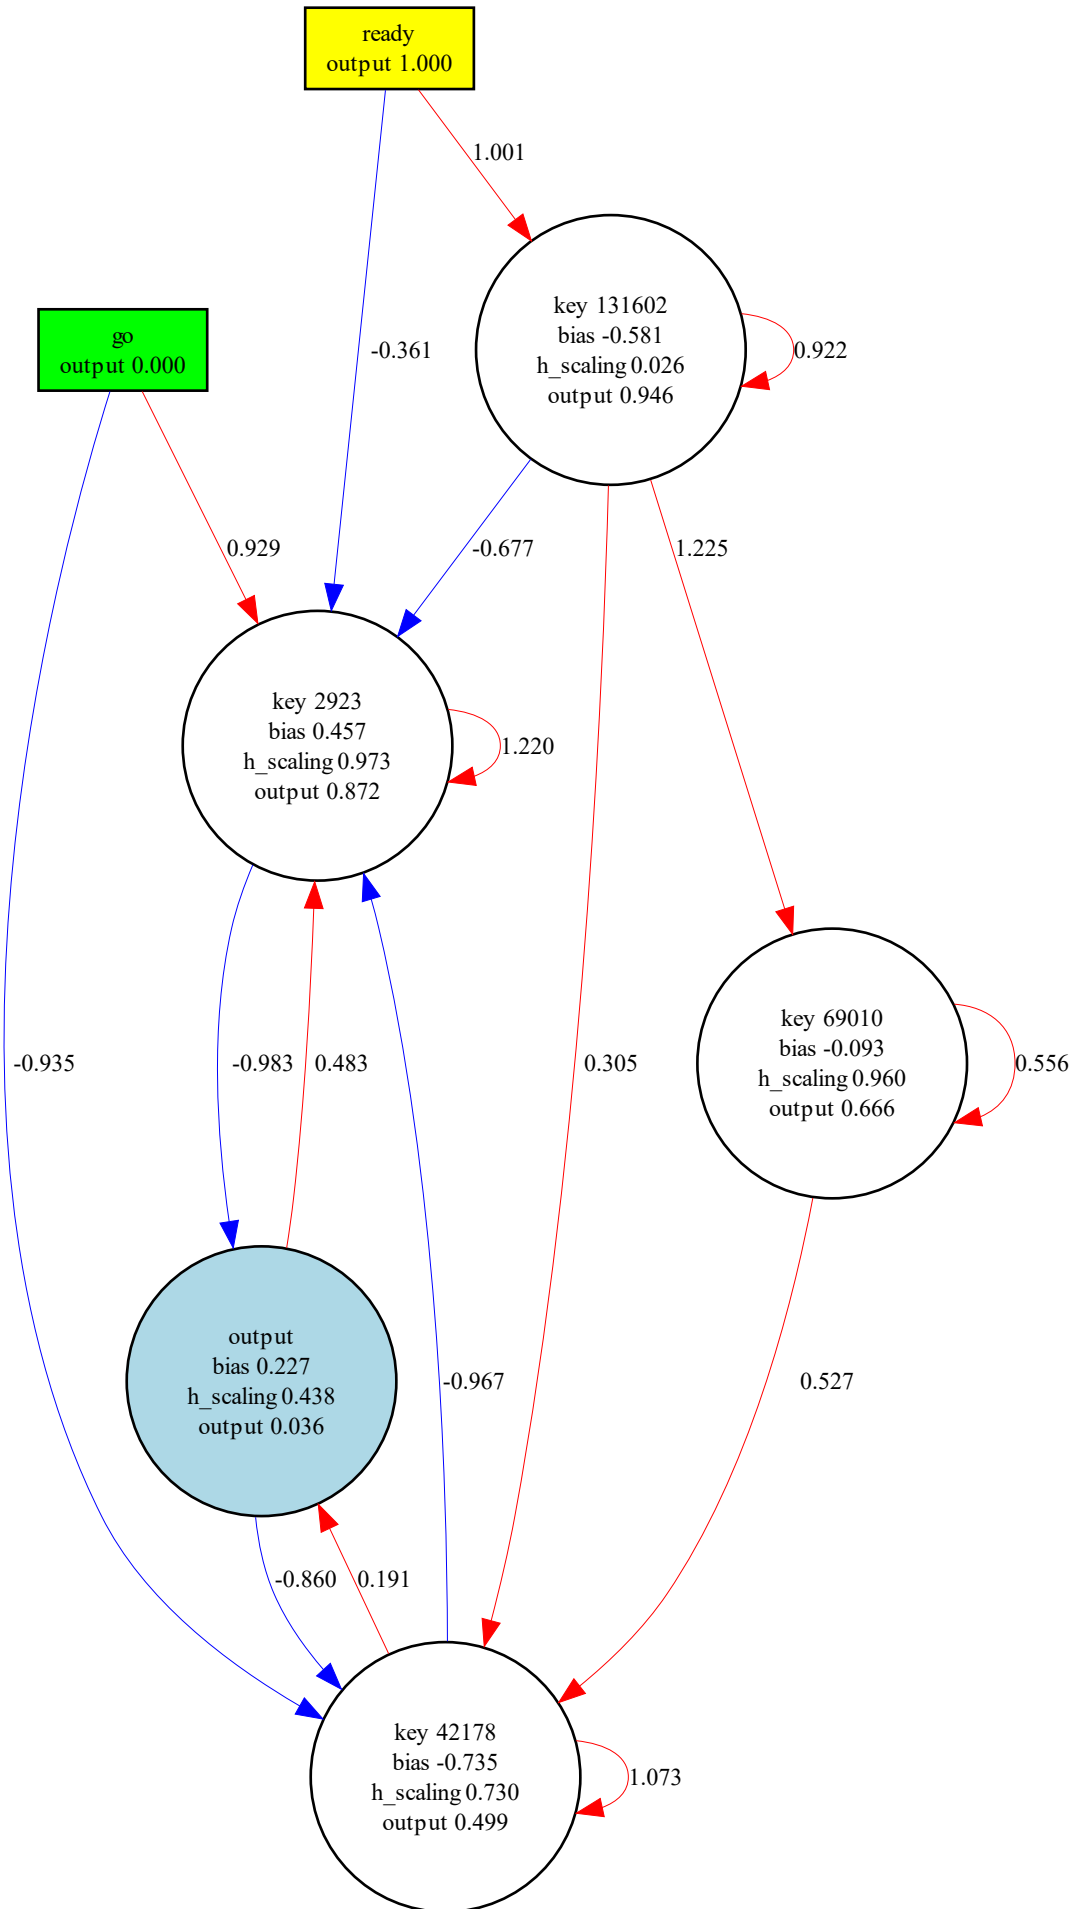 ready
output 1.000
1.001
go
output 0.000
-0.361
key 131602
bias -0.581
h_scaling 0.026
output 0.946
0.922
0.929
-0.677
1.225
key 2923
bias 0.457
h_scaling 0.973
output 0.872
1.220
-0.935
-0.983
0.483
0.305
key 69010
bias -0.093
h_scaling 0.960
output 0.666
0.556
output
bias 0.227
h_scaling 0.438
output 0.036
-0.967
0.527
-0.860
0.191
key 42178
bias -0.735
h_scaling 0.730
output 0.499
1.073